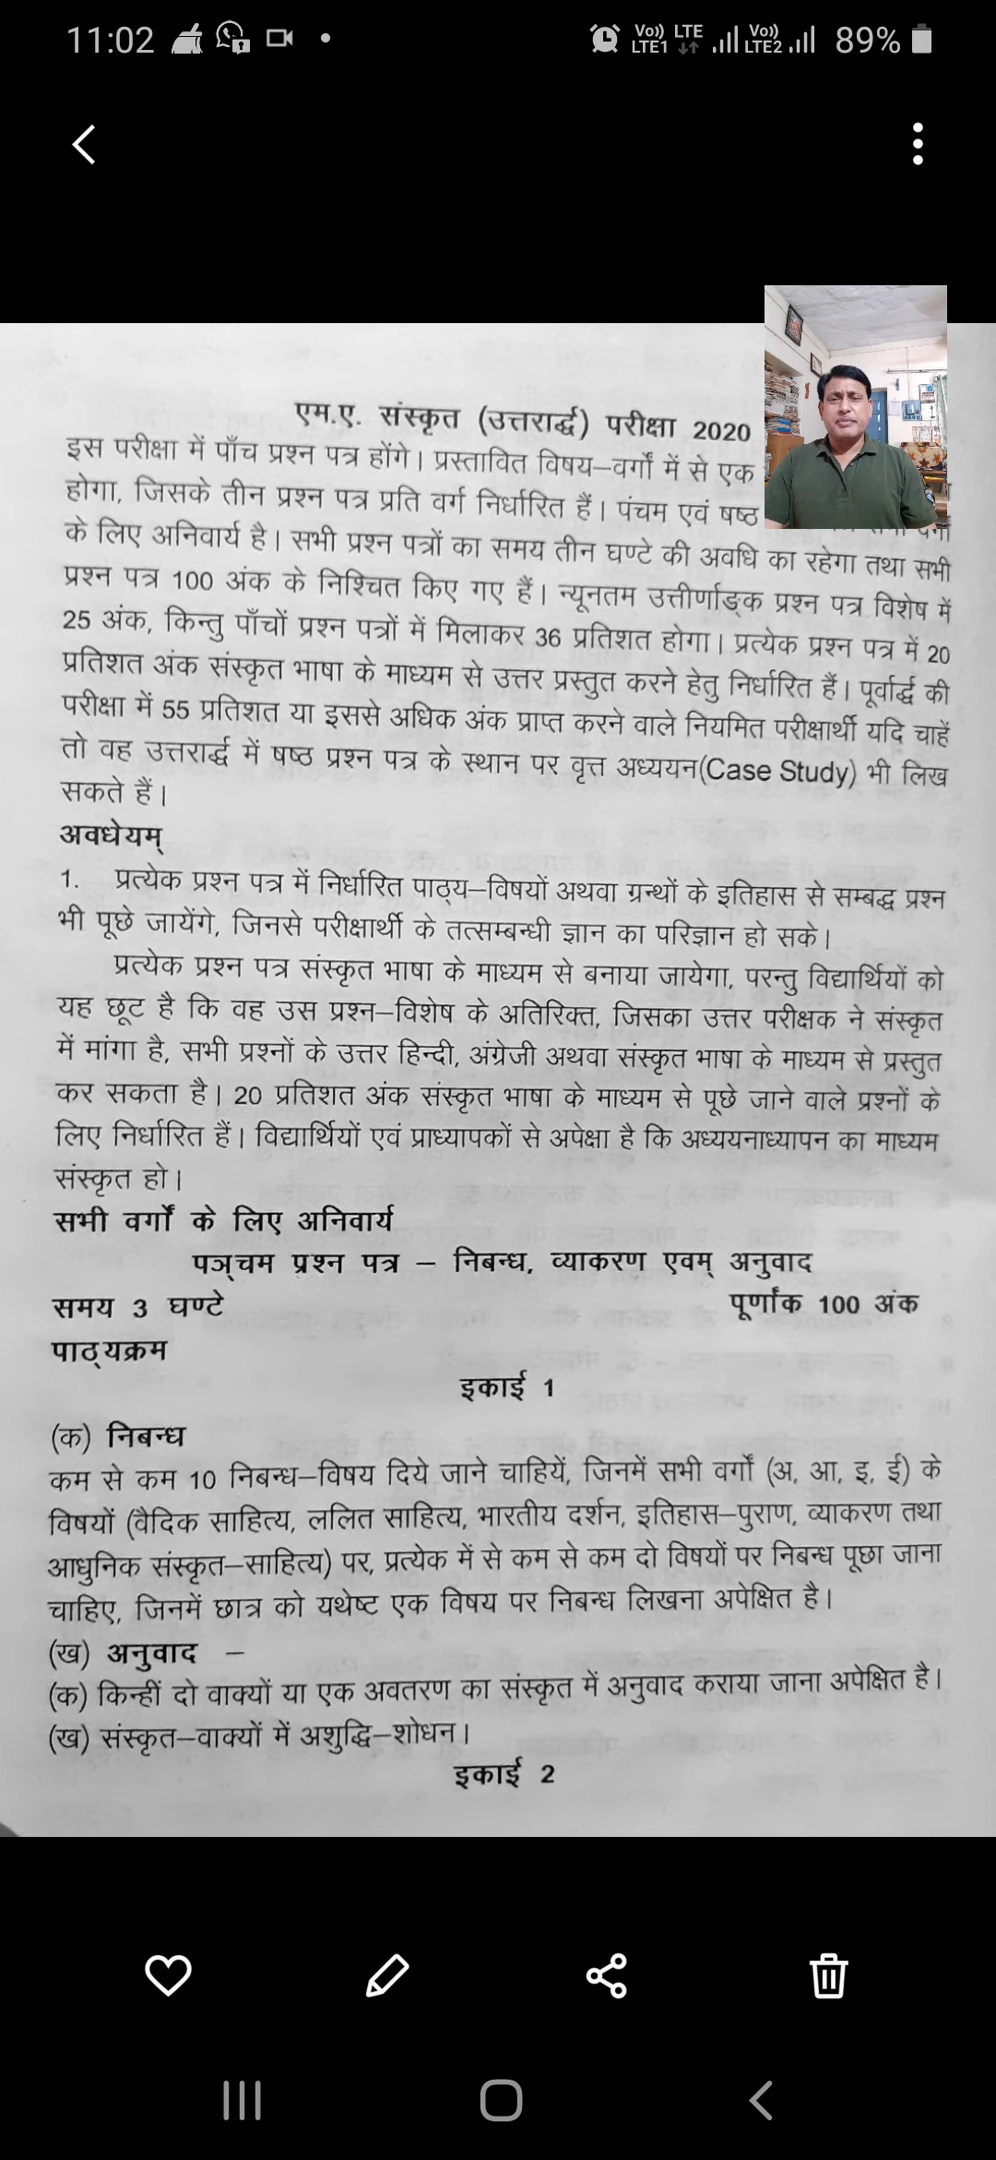 11:02
Vo)) LTE Vo))
LTE1 LTE2 89%
एम.ए. संस्कृत (उत्तरार्द्ध) परीक्षा 2020
इस परीक्षा में पाँच प्रश्न पत्र होंगे। प्रस्तावित विषय–वर्गों में से एक
होगा, जिसके तीन प्रश्न पत्र प्रति वर्ग निर्धारित हैं। पंचम एवं षष्ठ
के लिए अनिवार्य है। सभी प्रश्न पत्रों का समय तीन घण्टे की अवधि का रहेगा तथा सभी
प्रश्न पत्र 100 अंक के निश्चित किए गए हैं। न्यूनतम उत्तीर्णाङ्क प्रश्न पत्र विशेष में
25 अंक, किन्तु पाँचों प्रश्न पत्रों में मिलाकर 36 प्रतिशत होगा। प्रत्येक प्रश्न पत्र में 20
प्रतिशत अंक संस्कृत भाषा के माध्यम से उत्तर प्रस्तुत करने हेतु निर्धारित हैं। पूर्वार्द्ध की
परीक्षा में 55 प्रतिशत या इससे अधिक अंक प्राप्त करने वाले नियमित परीक्षार्थी यदि चाहें
तो वह उत्तरार्द्ध में षष्ठ प्रश्न पत्र के स्थान पर वृत्त अध्ययन(Case Study) भी लिख
सकते हैं।
अवधेयम्
1. प्रत्येक प्रश्न पत्र में निर्धारित पाठ्य–विषयों अथवा ग्रन्थों के इतिहास से सम्बद्ध प्रश्न
भी पूछे जायेंगे, जिनसे परीक्षार्थी के तत्सम्बन्धी ज्ञान का परिज्ञान हो सके।
प्रत्येक प्रश्न पत्र संस्कृत भाषा के माध्यम से बनाया जायेगा, परन्तु विद्यार्थियों को
यह छूट है कि वह उस प्रश्न–विशेष के अतिरिक्त, जिसका उत्तर परीक्षक ने संस्कृत
में मांगा है, सभी प्रश्नों के उत्तर हिन्दी, अंग्रेजी अथवा संस्कृत भाषा के माध्यम से प्रस्तुत
कर सकता है। 20 प्रतिशत अंक संस्कृत भाषा के माध्यम से पूछे जाने वाले प्रश्नों के
लिए निर्धारित हैं। विद्यार्थियों एवं प्राध्यापकों से अपेक्षा है कि अध्ययनाध्यापन का माध्यम
संस्कृत हो।
सभी वर्गों के लिए अनिवार्य
पञ्चम प्रश्न पत्र – निबन्ध, व्याकरण एवम् अनुवाद
समय 3 घण्टे पूर्णांक 100 अंक
पाठ्यक्रम
इकाई 1
(क) निबन्ध
कम से कम 10 निबन्ध–विषय दिये जाने चाहियें, जिनमें सभी वर्गों (अ, आ, इ, ई) के
विषयों (वैदिक साहित्य, ललित साहित्य, भारतीय दर्शन, इतिहास–पुराण, व्याकरण तथा
आधुनिक संस्कृत–साहित्य) पर, प्रत्येक में से कम से कम दो विषयों पर निबन्ध पूछा जाना
चाहिए, जिनमें छात्र को यथेष्ट एक विषय पर निबन्ध लिखना अपेक्षित है।
(ख) अनुवाद –
(क) किन्हीं दो वाक्यों या एक अवतरण का संस्कृत में अनुवाद कराया जाना अपेक्षित है।
(ख) संस्कृत–वाक्यों में अशुद्धि–शोधन।
इकाई 2